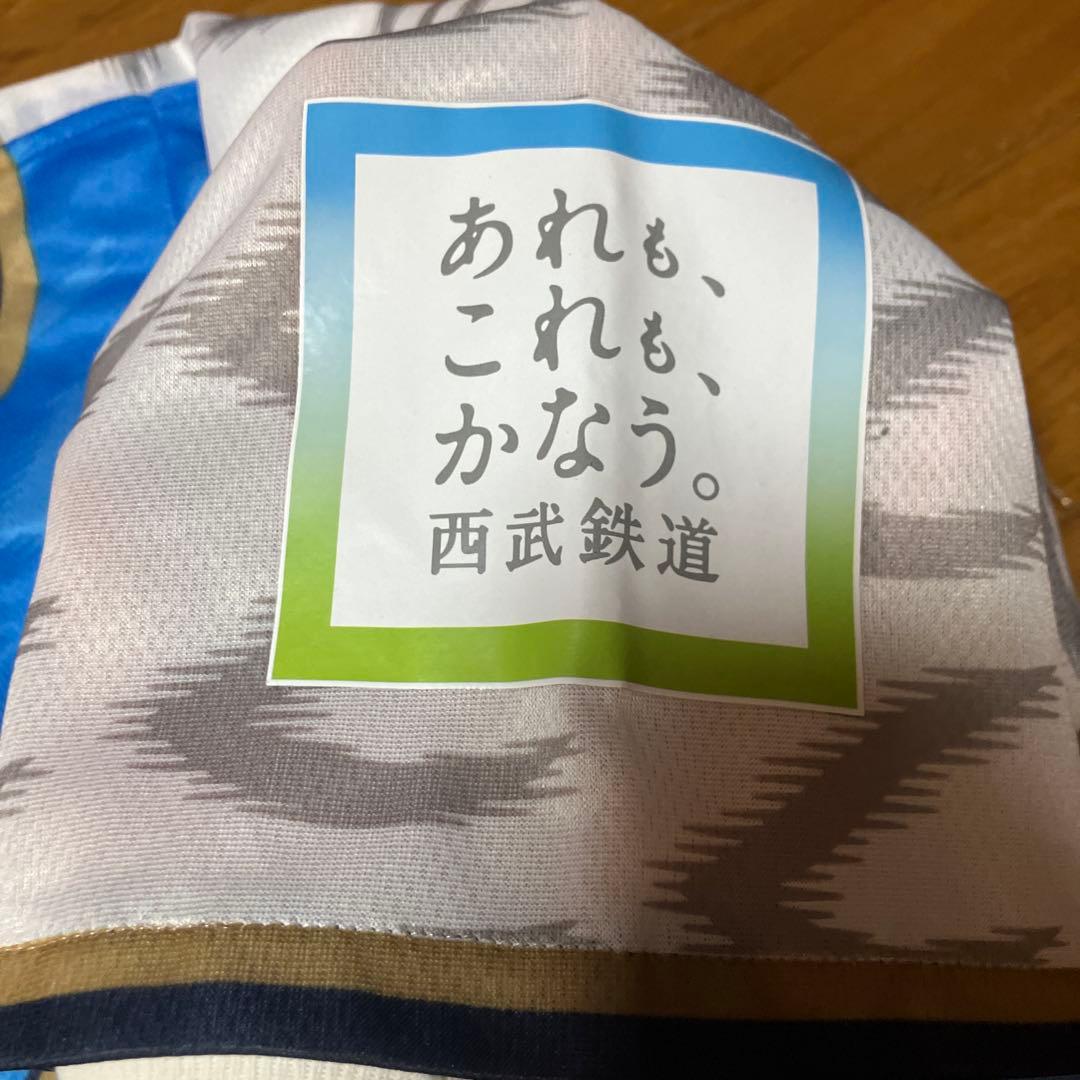 あれも、
これも、
かなう。
西武鉄道